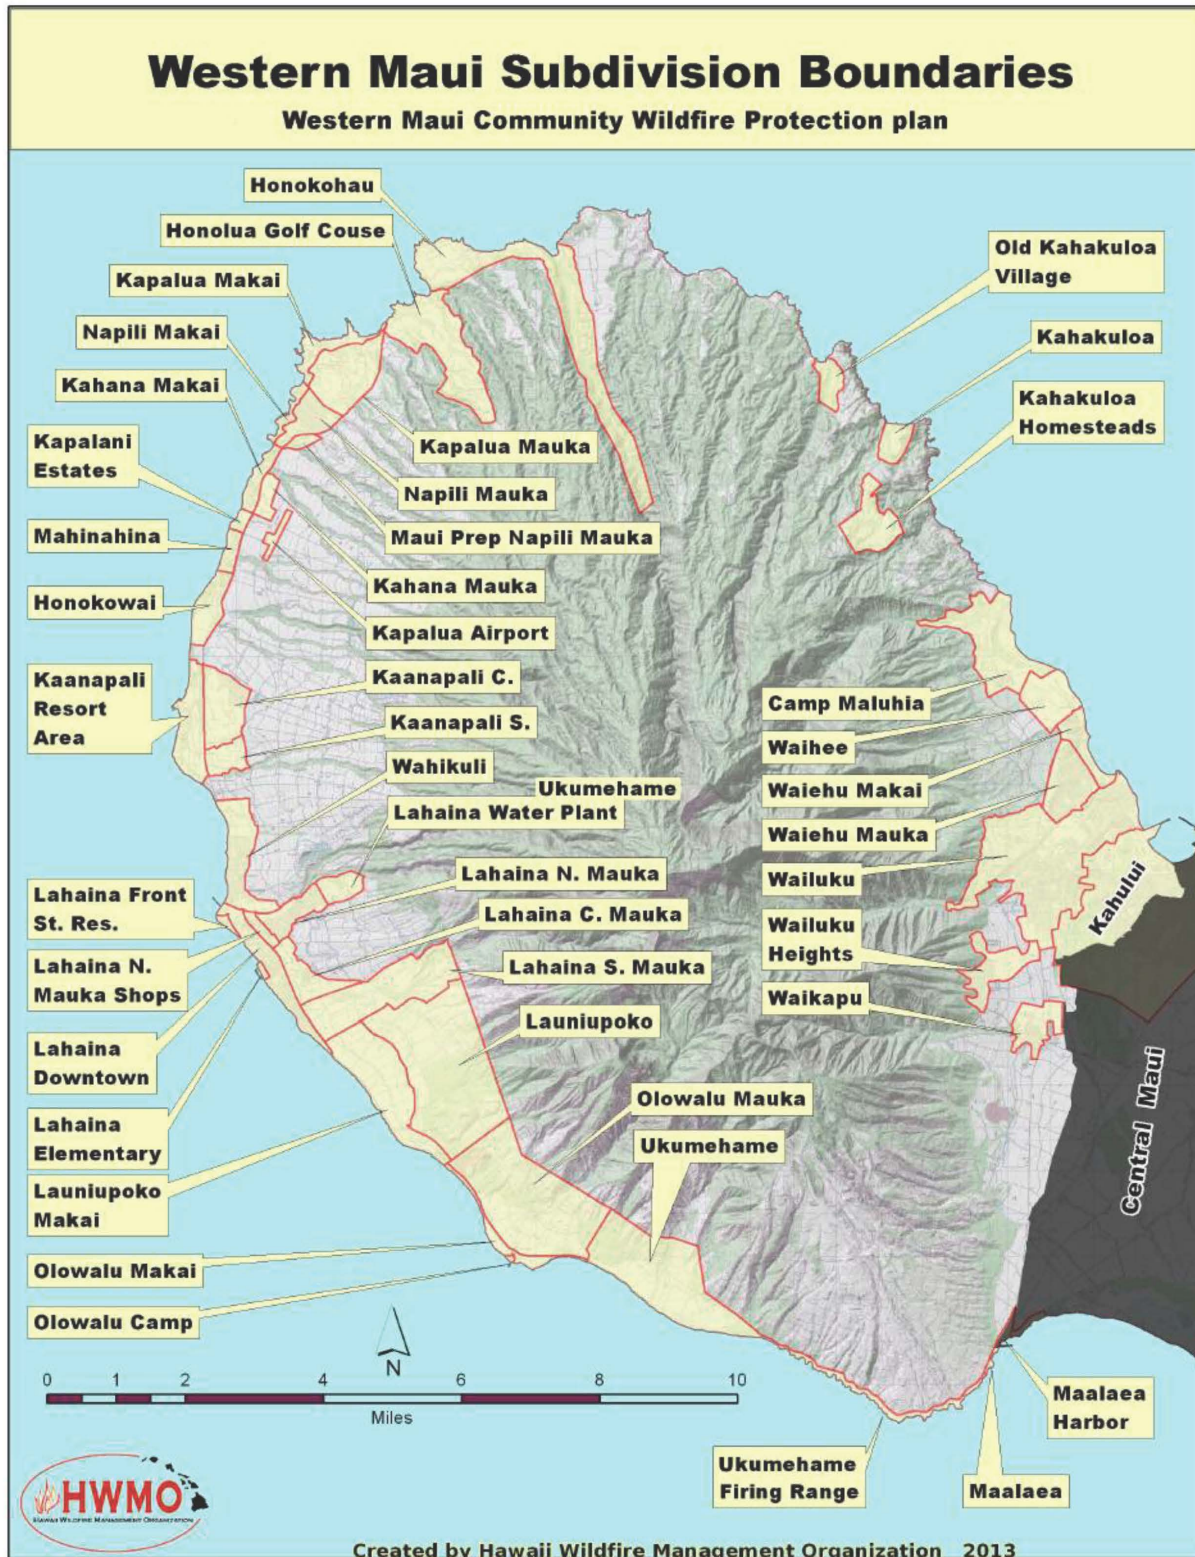 Western Maui Subdivision Boundaries
Western Maui Community Wildfire Protection plan
Honokohau
Honolua Golf Couse
Kapalua Makai
Napili Makai
Kahana Makai
Kapalani
Estates
Mahinahina
Honokowai
Kaanapali
Resort
Area
Lahaina Front
St. Res.
Lahaina N.
Mauka Shops
Lahaina
Downtown
Lahaina
Elementary
Launiupoko
Makai
Olowalu Makai
Olowalu Camp
Kapalua Mauka
Napili Mauka
Maui Prep Napili Mauka
Kahana Mauka
Kapalua Airport
Kaanapali C.
Kaanapali S.
Wahikuli
Ukumehame
Lahaina Water Plant
Lahaina N. Mauka
Lahaina C. Mauka
Lahaina S. Mauka
Launiupoko
Olowalu Mauka
Ukumehame
Old Kahakuloa
Village
Kahakuloa
Kahakuloa
Homesteads
Camp Maluhia
Waihee
Waiehu Makai
Waiehu Mauka
Wailuku
Wailuku
Heights
Waikapu
Kahului
Central Maui
Maalaea
Harbor
Maalaea
Ukumehame
Firing Range
N
0 2 4 6 8 10
Miles
HWMO
HAWAII WILDFIRE MANAGEMENT ORGANIZATION
Created by Hawaii Wildfire Management Organization 2013